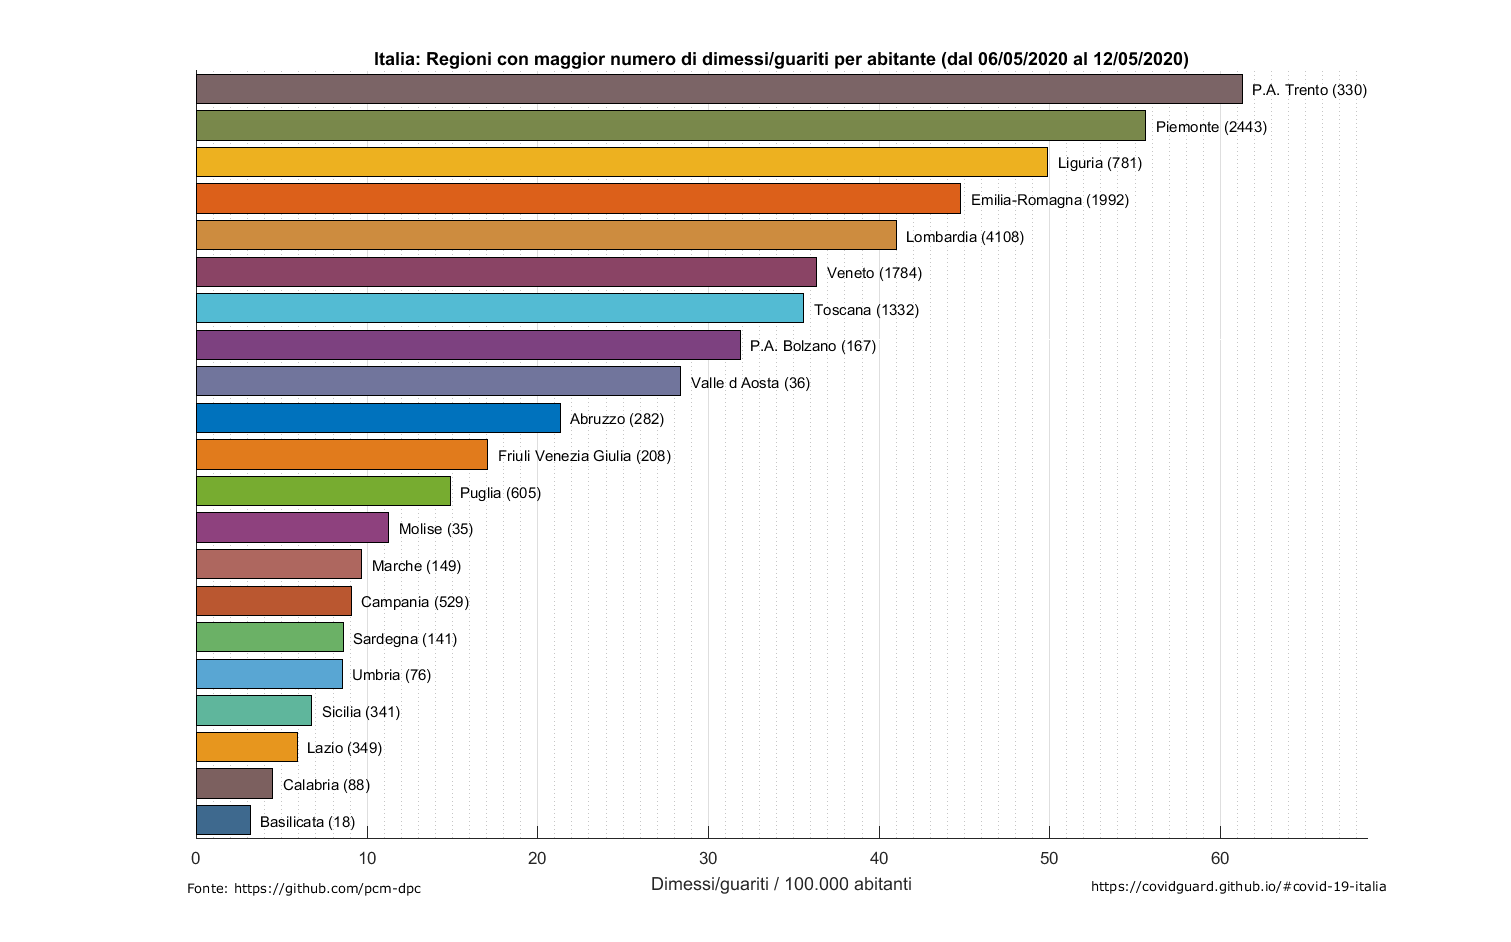 Italia: Regioni con maggior numero di dimessi/guariti per abitante (dal 06/05/2020 al 12/05/2020)
P.A. Trento (330)
Piemonte (2443)
Liguria (781)
Emilia-Romagna (1992)
Lombardia (4108)
Veneto (1784)
Toscana (1332)
P.A. Bolzano (167)
Valle d Aosta (36)
Abruzzo (282)
Friuli Venezia Giulia (208)
Puglia (605)
Molise (35)
Marche (149)
Campania (529)
Sardegna (141)
Umbria (76)
Sicilia (341)
Lazio (349)
Calabria (88)
Basilicata (18)
0 10 20 30 40 50 60
Dimessi/guariti / 100.000 abitanti
Fonte: https://github.com/pcm-dpc
https://covidguard.github.io/#covid-19-italia